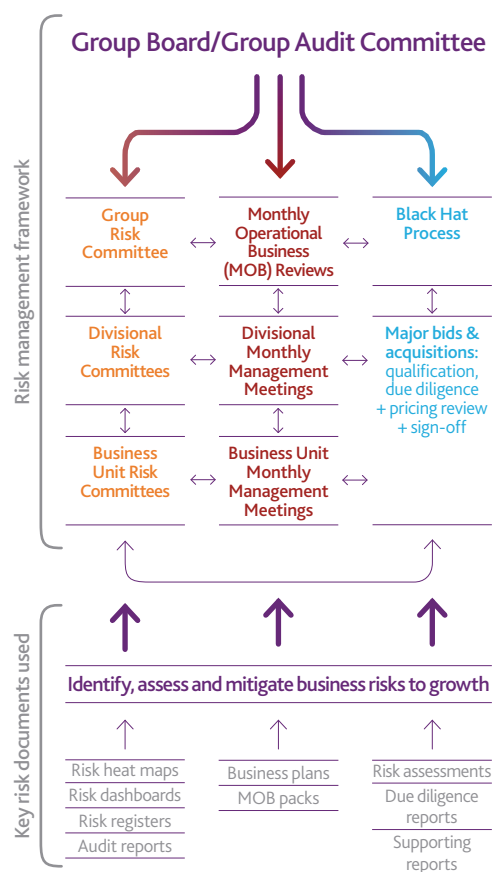 Group Board/Group Audit Committee
Risk management framework
Group
Risk
Committee
Monthly
Operational
Business
(MOB) Reviews
Black Hat
Process
Divisional
Risk
Committees
Divisional
Monthly
Management
Meetings
Major bids &
acquisitions:
qualification,
due diligence
+ pricing review
+ sign-off
Business
Unit Risk
Committees
Business Unit
Monthly
Management
Meetings
Key risk documents used
Identify, assess and mitigate business risks to growth
Risk heat maps
Risk dashboards
Risk registers
Audit reports
Business plans
MOB packs
Risk assessments
Due diligence
reports
Supporting
reports